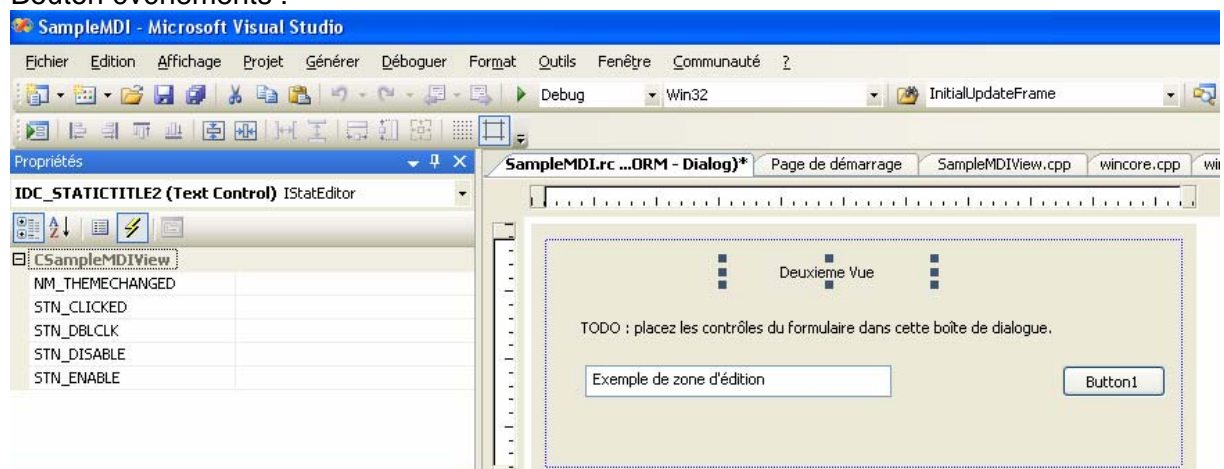 Bouton évènements :
SampleMDI - Microsoft Visual Studio
Fichier Edition Affichage Projet Générer Déboguer Format Outils Fenêtre Communauté ?
Debug Win32 InitialUpdateFrame
Propriétés
SampleMDI.rc ...ORM - Dialog)* Page de démarrage SampleMDIView.cpp wincore.cpp
IDC_STATICTITLE2 (Text Control) IStatEditor
CSampleMDIView
NM_THEMECHANGED
STN_CLICKED
STN_DBLCLK
STN_DISABLE
STN_ENABLE
Deuxieme Vue
TODO : placez les contrôles du formulaire dans cette boîte de dialogue.
Exemple de zone d'édition
Button1